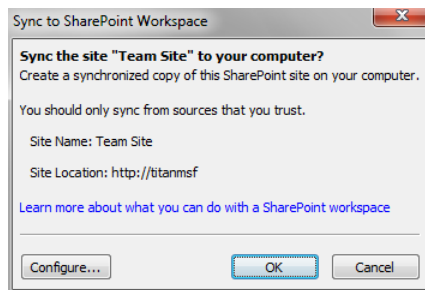 Sync to SharePoint Workspace
Sync the site "Team Site" to your computer?
Create a synchronized copy of this SharePoint site on your computer.
You should only sync from sources that you trust.
Site Name: Team Site
Site Location: http://titanmsf
Learn more about what you can do with a SharePoint workspace
Configure... OK Cancel